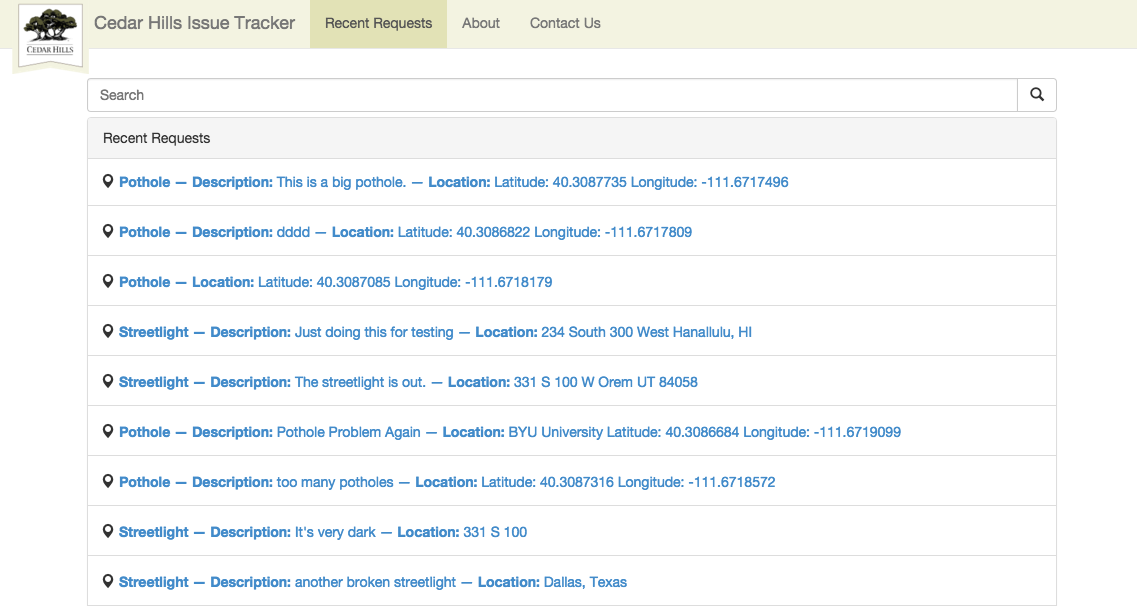 CEDAR HILLS
Cedar Hills Issue Tracker Recent Requests About Contact Us
Search
Recent Requests
Pothole — Description: This is a big pothole. — Location: Latitude: 40.3087735 Longitude: -111.6717496
Pothole — Description: dddd — Location: Latitude: 40.3086822 Longitude: -111.6717809
Pothole — Location: Latitude: 40.3087085 Longitude: -111.6718179
Streetlight — Description: Just doing this for testing — Location: 234 South 300 West Hanallulu, HI
Streetlight — Description: The streetlight is out. — Location: 331 S 100 W Orem UT 84058
Pothole — Description: Pothole Problem Again — Location: BYU University Latitude: 40.3086684 Longitude: -111.6719099
Pothole — Description: too many potholes — Location: Latitude: 40.3087316 Longitude: -111.6718572
Streetlight — Description: It's very dark — Location: 331 S 100
Streetlight — Description: another broken streetlight — Location: Dallas, Texas